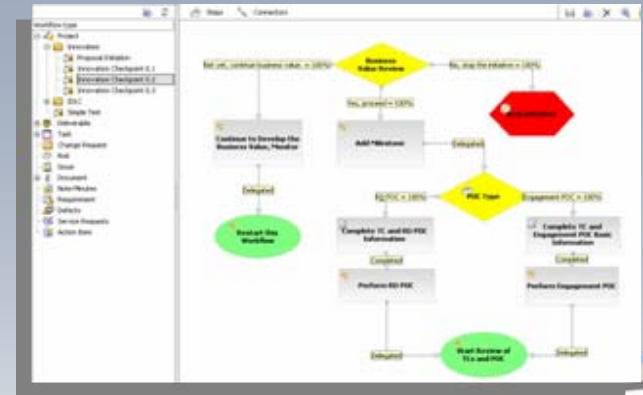 Steps
Connectors
Workflow type
Project
Innovation
Proposal Initiation
Innovation Checkpoint 0.1
Innovation Checkpoint 0.2
Innovation Checkpoint 0.3
Simple Test
Deliverable
Task
Change Request
Risk
Issue
Document
Note/Minutes
Requirement
Defects
Service Requests
Action Item
Not yet, continue business value. = 100%
Business
Value Review
No, stop the initiative = 100%
Yes, proceed = 100%
Continue to Develop the
Business Value, Monitor
Add Milestone
Delegated
Delegated
POC Type
RD POC = 100%
Engagement POC = 100%
Restart this
Workflow
Complete TC and RD POC
Information
Complete TC and
Engagement POC Basic
Information
Completed
Completed
Perform RD POC
Perform Engagement POC
Delegated
Start Review of
TCs and POC
Delegated